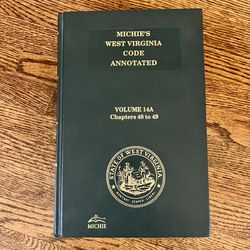 MICHIE'S
WEST VIRGINIA
CODE
ANNOTATED
VOLUME 14A
Chapters 48 to 49
STATE OF WEST VIRGINIA
MICHIE